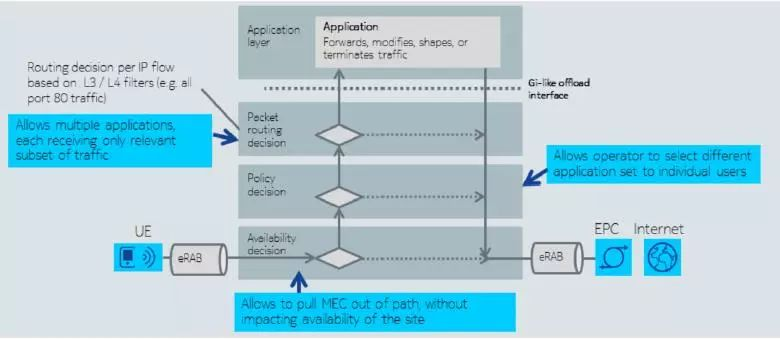 Application
layer
Application
Forwards, modifies, shapes, or
terminates traffic
Routing decision per IP flow
based on L3 / L4 filters (e.g. all
port 80 traffic)
Gi-like offload
interface
Allows multiple applications,
each receiving only relevant
subset of traffic
Packet
routing
decision
Allows operator to select different
application set to individual users
Policy
decision
UE
Availability
decision
EPC
Internet
eRAB
eRAB
Allows to pull MEC out of path, without
impacting availability of the site